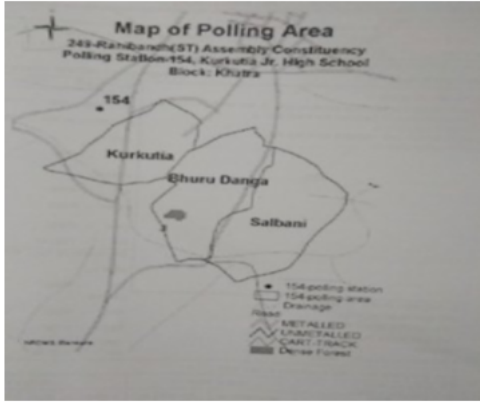 Map of Polling Area
249-Ranibandh(ST) Assembly Constituency
Polling Station-154, Kurkutia Jr. High School
Block: Khatra
154
Kurkutia
Bhuru Danga
Salbani
154-polling station
154-polling area
Drainage
Road
METALLED
UNMETALLED
CART-TRACK
Dense Forest